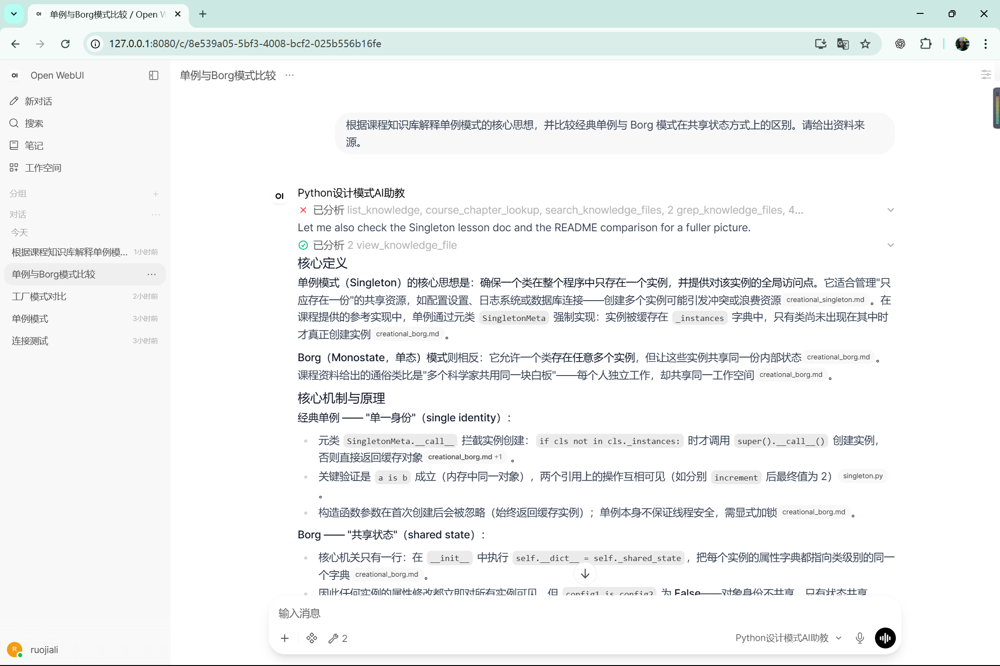 单例与Borg模式比较 / Open W
127.0.0.1:8080/c/8e539a05-5bf3-4008-bcf2-025b556b16fe
OI Open WebUI
新对话
搜索
笔记
工作空间
分组
对话
今天
根据课程知识库解释单例模... 1小时前
单例与Borg模式比较
工厂模式对比 2小时前
单例模式 3小时前
连接测试 3小时前
R ruojiali
单例与Borg模式比较
根据课程知识库解释单例模式的核心思想，并比较经典单例与 Borg 模式在共享状态方式上的区别。请给出资料来
源。
OI Python设计模式AI助教
已分析 list_knowledge, course_chapter_lookup, search_knowledge_files, 2 grep_knowledge_files, 4...
Let me also check the Singleton lesson doc and the README comparison for a fuller picture.
已分析 2 view_knowledge_file
核心定义
单例模式（Singleton）的核心思想是：确保一个类在整个程序中只存在一个实例，并提供对该实例的全局访问点。它适合管理"只
应存在一份"的共享资源，如配置设置、日志系统或数据库连接——创建多个实例可能引发冲突或浪费资源 creational_singleton.md 。在
课程提供的参考实现中，单例通过元类 SingletonMeta 强制实现：实例被缓存在 _instances 字典中，只有类尚未出现在其中时
才真正创建实例 creational_borg.md 。
Borg（Monostate，单态）模式则相反：它允许一个类存在任意多个实例，但让这些实例共享同一份内部状态 creational_borg.md 。
课程资料给出的通俗类比是"多个科学家共用同一块白板"——每个人独立工作，却共享同一工作空间 creational_borg.md 。
核心机制与原理
经典单例 —— "单一身份"（single identity）：
元类 SingletonMeta.__call__ 拦截实例创建： if cls not in cls._instances: 时才调用 super().__call__() 创建实例，
否则直接返回缓存对象 creational_borg.md +1 。
关键验证是 a is b 成立（内存中同一对象），两个引用上的操作互相可见（如分别 increment 后最终值为 2） singleton.py
。
构造函数参数在首次创建后会被忽略（始终返回缓存实例）；单例本身不保证线程安全，需显式加锁 creational_borg.md 。
Borg —— "共享状态"（shared state）：
核心机关只有一行：在 __init__ 中执行 self.__dict__ = self._shared_state ，把每个实例的属性字典都指向类级别的同一
个字典 creational_borg.md 。
因此任何实例的属性修改都立即对所有实例可见，但 config1 is config2 为 False——对象身份不共享，只有状态共享
输入消息
2
Python设计模式AI助教